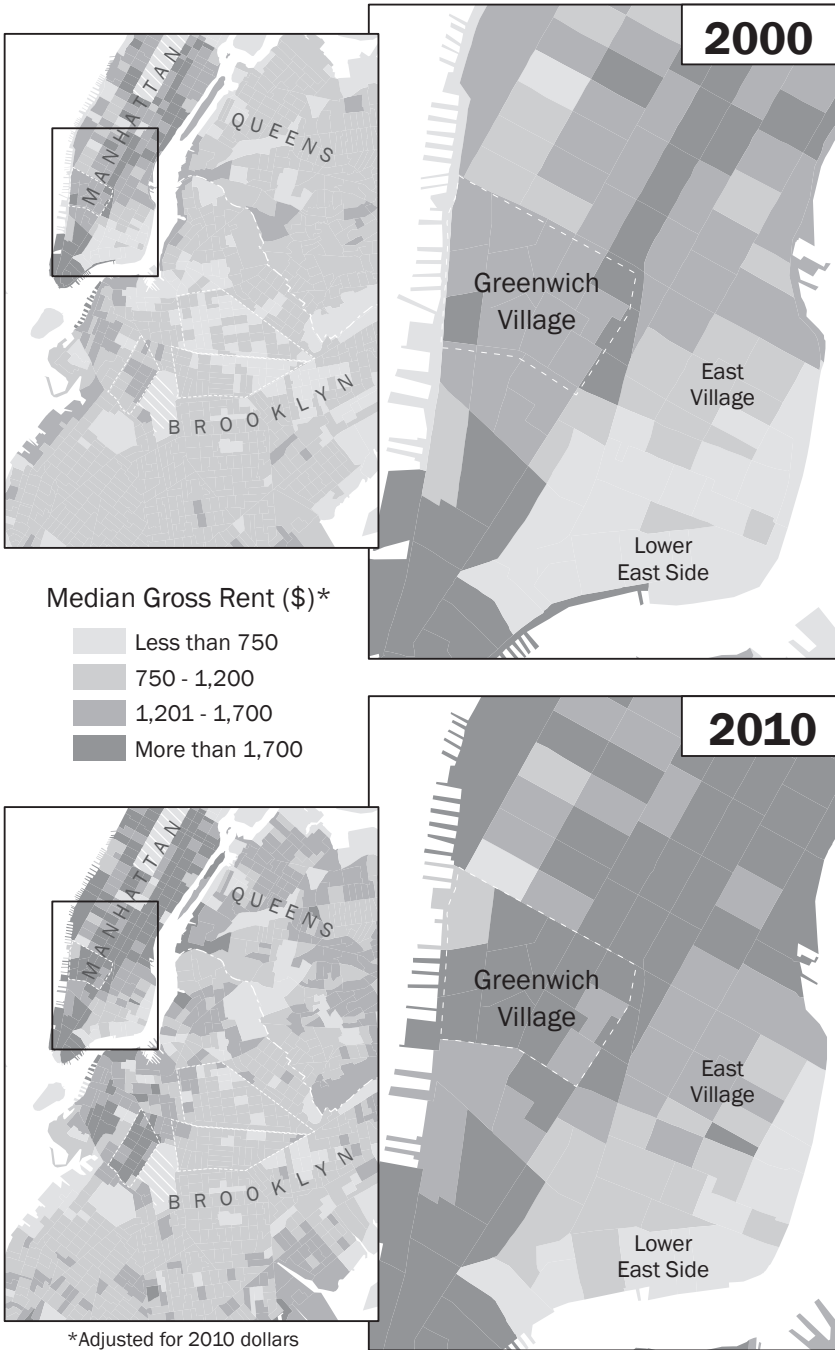 2000
MANHATTAN
QUEENS
BROOKLYN
Greenwich
Village
East
Village
Lower
East Side
Median Gross Rent ($)*
Less than 750
750 - 1,200
1,201 - 1,700
More than 1,700
2010
MANHATTAN
QUEENS
BROOKLYN
Greenwich
Village
East
Village
Lower
East Side
*Adjusted for 2010 dollars